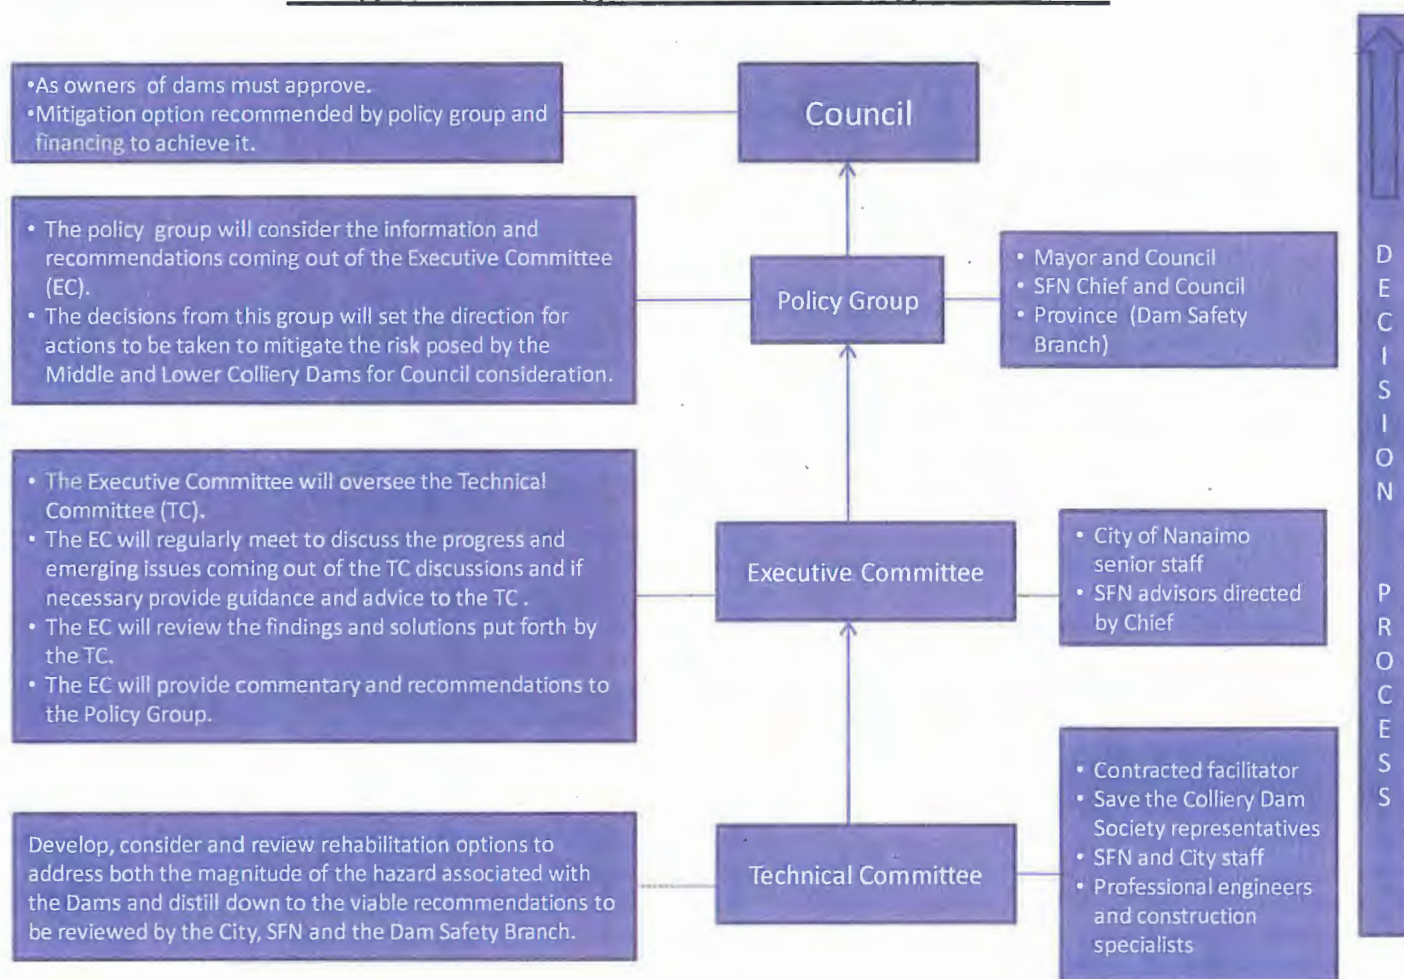 •As owners of dams must approve.
•Mitigation option recommended by policy group and
financing to achieve it.
Council
• The policy group will consider the information and
recommendations coming out of the Executive Committee
(EC).
• The decisions from this group will set the direction for
actions to be taken to mitigate the risk posed by the
Middle and Lower Colliery Dams for Council consideration.
Policy Group
• Mayor and Council
• SFN Chief and Council
• Province (Dam Safety
Branch)
• The Executive Committee will oversee the Technical
Committee (TC).
• The EC will regularly meet to discuss the progress and
emerging issues coming out of the TC discussions and if
necessary provide guidance and advice to the TC .
• The EC will review the findings and solutions put forth by
the TC.
• The EC will provide commentary and recommendations to
the Policy Group.
Executive Committee
• City of Nanaimo
senior staff
• SFN advisors directed
by Chief
Develop, consider and review rehabilitation options to
address both the magnitude of the hazard associated with
the Dams and distill down to the viable recommendations to
be reviewed by the City, SFN and the Dam Safety Branch.
Technical Committee
• Contracted facilitator
• Save the Colliery Dam
Society representatives
• SFN and City staff
• Professional engineers
and construction
specialists
DECISION PROCESS